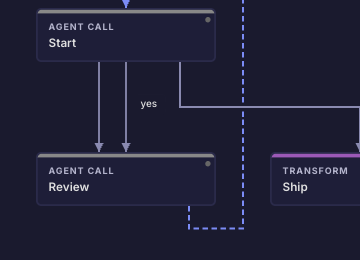 AGENT CALL
Start
yes
AGENT CALL
Review
TRANSFORM
Ship